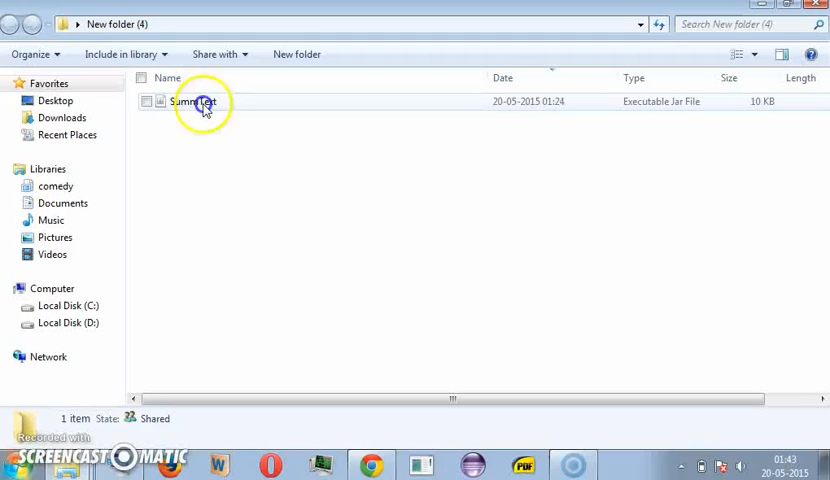 New folder (4)
Search New folder (4)
Organize
Include in library
Share with
New folder
Favorites
Desktop
Downloads
Recent Places
Libraries
comedy
Documents
Music
Pictures
Videos
Computer
Local Disk (C:)
Local Disk (D:)
Network
Name
Date
Type
Size
Length
20-05-2015 01:24
Executable Jar File
10 KB
1 item
State:
Shared
Recorded with
SCREENCAST MATIC
W
PDF
01:43
20-05-2015